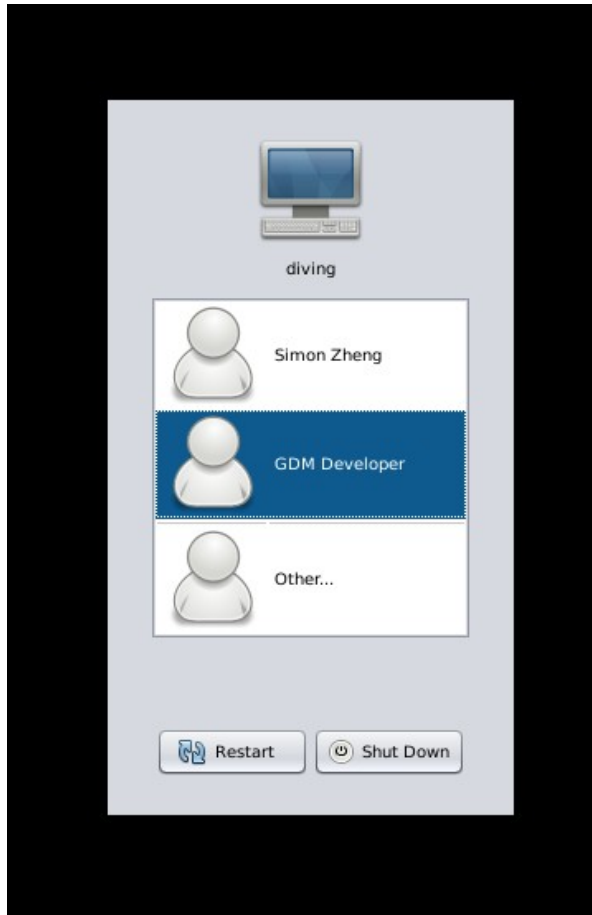 diving
Simon Zheng
GDM Developer
Other...
Restart
Shut Down